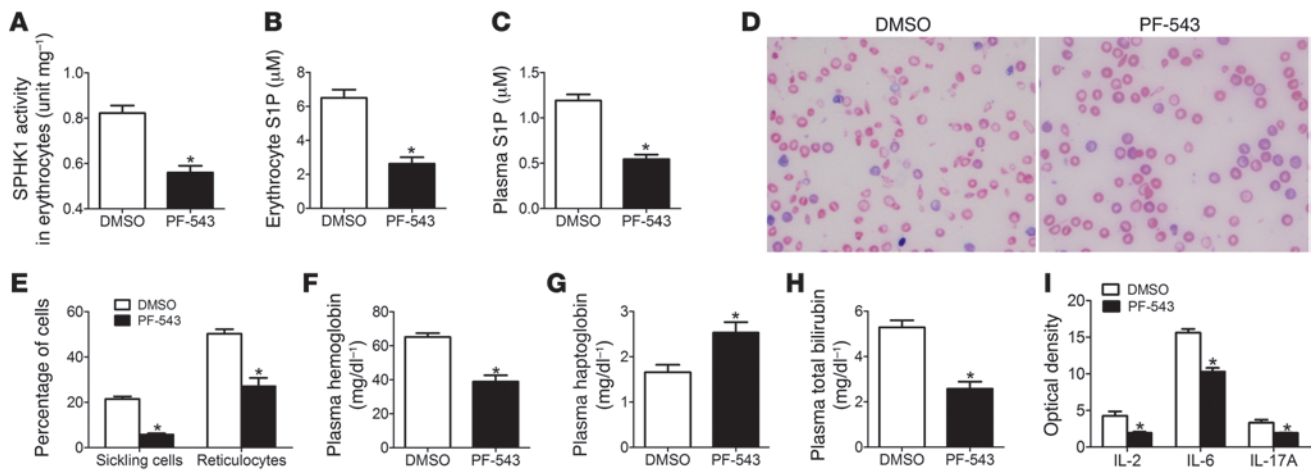 A
SPHK1 activity
in erythrocytes (unit mg⁻¹)
1.0
0.8
0.6
0.4
DMSO PF-543
*
B
Erythrocyte S1P (μM)
8
6
4
2
0
DMSO PF-543
*
C
Plasma S1P (μM)
1.5
1.0
0.5
0.0
DMSO PF-543
*
D
DMSO PF-543
E
DMSO
PF-543
Percentage of cells
60
40
20
0
Sickling cells Reticulocytes
* *
F
Plasma hemoglobin
(mg/dl⁻¹)
80
60
40
20
0
DMSO PF-543
*
G
Plasma haptoglobin
(mg/dl⁻¹)
3
2
1
0
DMSO PF-543
*
H
Plasma total bilirubin
(mg/dl⁻¹)
6
4
2
0
DMSO PF-543
*
I
DMSO
PF-543
Optical density
20
15
10
5
0
IL-2 IL-6 IL-17A
* * *